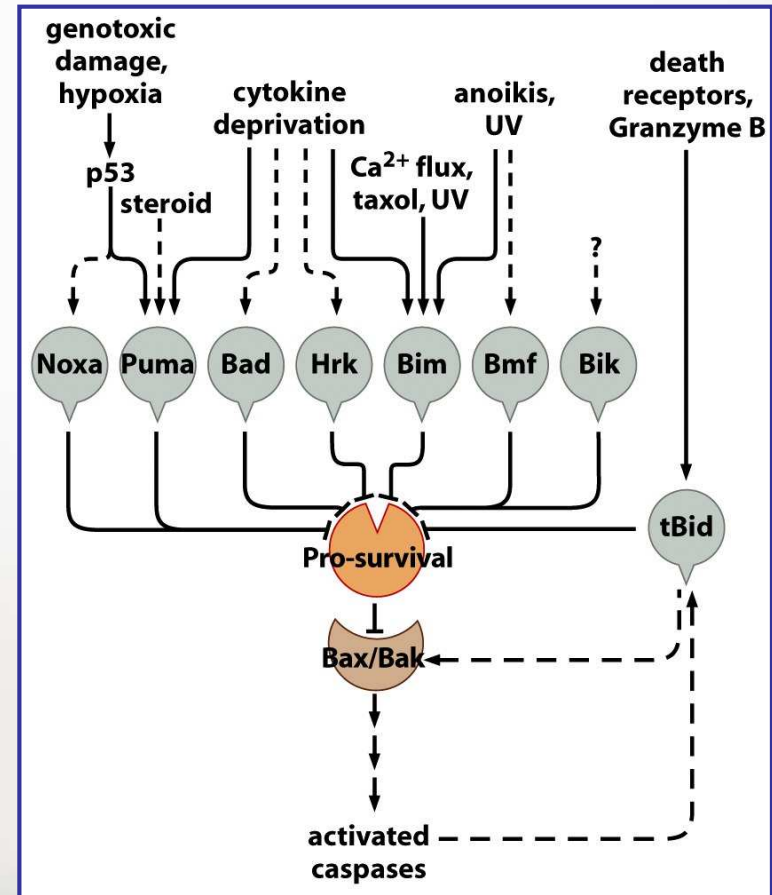 genotoxic
damage,
hypoxia
cytokine
deprivation
anoikis,
UV
death
receptors,
Granzyme B
p53
steroid
Ca²⁺ flux,
taxol, UV
?
Noxa
Puma
Bad
Hrk
Bim
Bmf
Bik
tBid
Pro-survival
Bax/Bak
activated
caspases